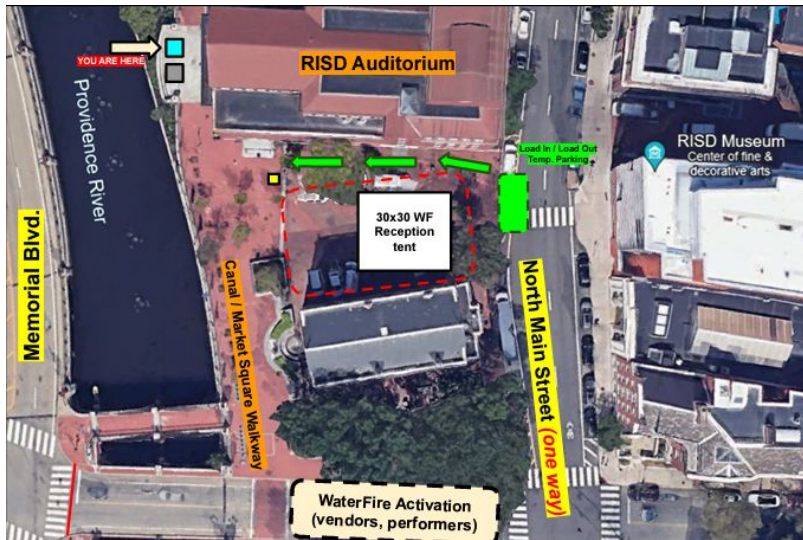 YOU ARE HERE
RISD Auditorium
Providence River
Load In / Load Out
Temp. Parking
RISD Museum
Center of fine &
decorative arts
30x30 WF
Reception
tent
Memorial Blvd.
Canal / Market Square Walkway
North Main Street (one way)
WaterFire Activation
(vendors, performers)